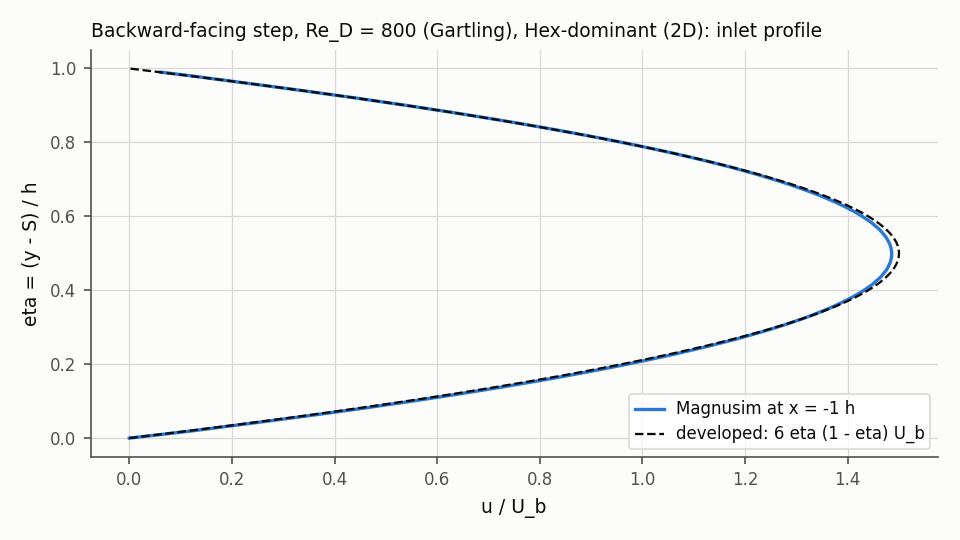 Backward-facing step, Re_D = 800 (Gartling), Hex-dominant (2D): inlet profile
eta = (y - S) / h
1.0
0.8
0.6
0.4
0.2
0.0
Magnusim at x = -1 h
developed: 6 eta (1 - eta) U_b
0.0 0.2 0.4 0.6 0.8 1.0 1.2 1.4
u / U_b